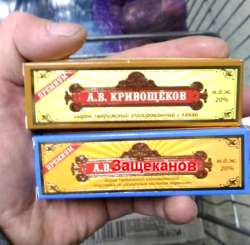 ПРЕМИУМ
А.В. КРИВОЩЁКОВ
м.д.ж.
20%
ПРЕМИУМ
А.В. Защеканов
м.д.ж.
20%